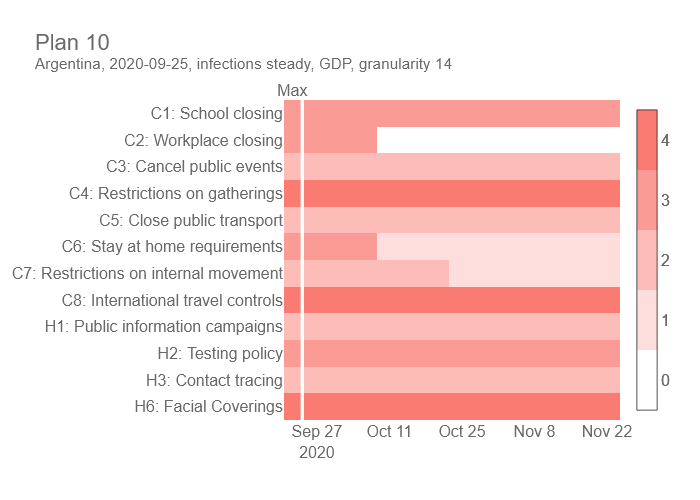 Plan 10
Argentina, 2020-09-25, infections steady, GDP, granularity 14
Max
C1: School closing
C2: Workplace closing
C3: Cancel public events
C4: Restrictions on gatherings
C5: Close public transport
C6: Stay at home requirements
C7: Restrictions on internal movement
C8: International travel controls
H1: Public information campaigns
H2: Testing policy
H3: Contact tracing
H6: Facial Coverings
4
3
2
1
0
Sep 27 Oct 11 Oct 25 Nov 8 Nov 22
2020